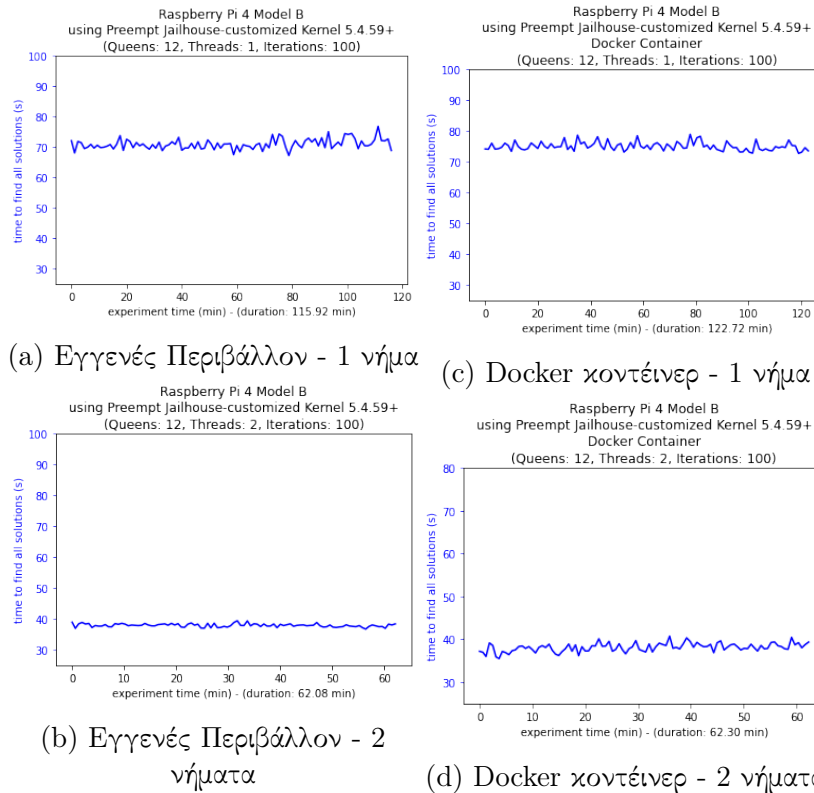 Raspberry Pi 4 Model B
using Preempt Jailhouse-customized Kernel 5.4.59+
(Queens: 12, Threads: 1, Iterations: 100)
100
90
80
70
60
50
40
30
time to find all solutions (s)
0 20 40 60 80 100 120
experiment time (min) - (duration: 115.92 min)
(a) Εγγενές Περιβάλλον - 1 νήμα
Raspberry Pi 4 Model B
using Preempt Jailhouse-customized Kernel 5.4.59+
(Queens: 12, Threads: 2, Iterations: 100)
100
90
80
70
60
50
40
30
time to find all solutions (s)
0 10 20 30 40 50 60
experiment time (min) - (duration: 62.08 min)
(b) Εγγενές Περιβάλλον - 2
νήματα
Raspberry Pi 4 Model B
using Preempt Jailhouse-customized Kernel 5.4.59+
Docker Container
(Queens: 12, Threads: 1, Iterations: 100)
100
90
80
70
60
50
40
30
time to find all solutions (s)
0 20 40 60 80 100 120
experiment time (min) - (duration: 122.72 min)
(c) Docker κοντέινερ - 1 νήμα
Raspberry Pi 4 Model B
using Preempt Jailhouse-customized Kernel 5.4.59+
Docker Container
(Queens: 12, Threads: 2, Iterations: 100)
80
70
60
50
40
30
time to find all solutions (s)
0 10 20 30 40 50 60
experiment time (min) - (duration: 62.30 min)
(d) Docker κοντέινερ - 2 νήματα